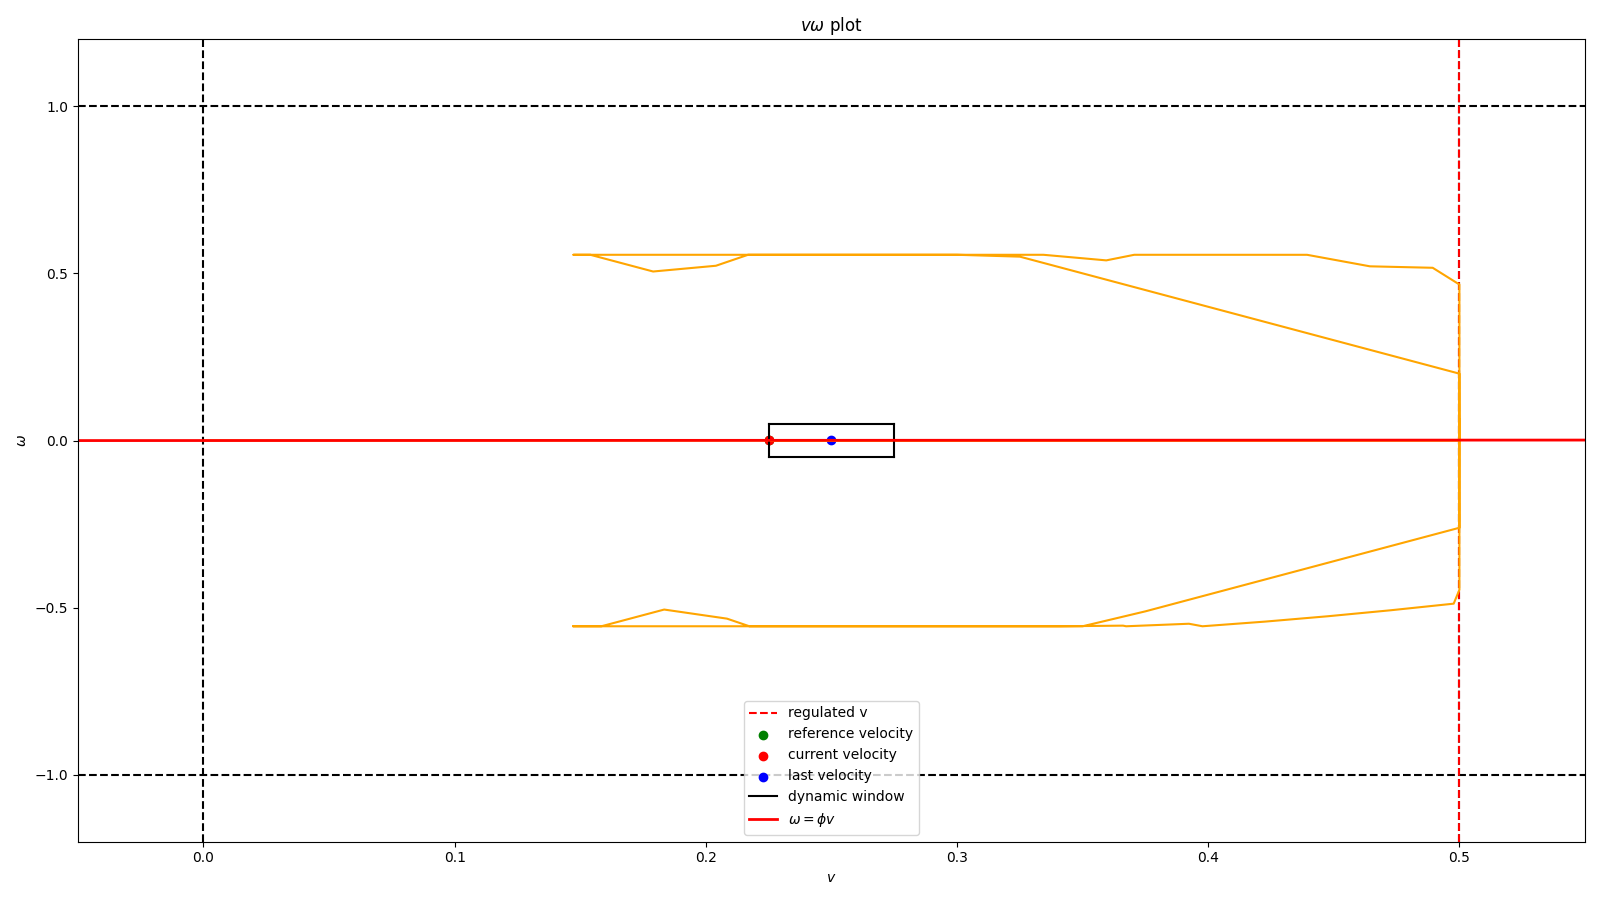 vω plot
1.0
0.5
0.0
−0.5
−1.0
ω
0.0 0.1 0.2 0.3 0.4 0.5
v
regulated v
reference velocity
current velocity
last velocity
dynamic window
ω = ϕv